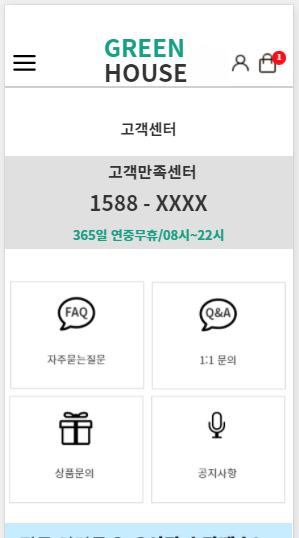 GREEN
HOUSE
1
고객센터
고객만족센터
1588 - XXXX
365일 연중무휴/08시~22시
FAQ
Q&A
자주묻는질문
1:1 문의
상품문의
공지사항